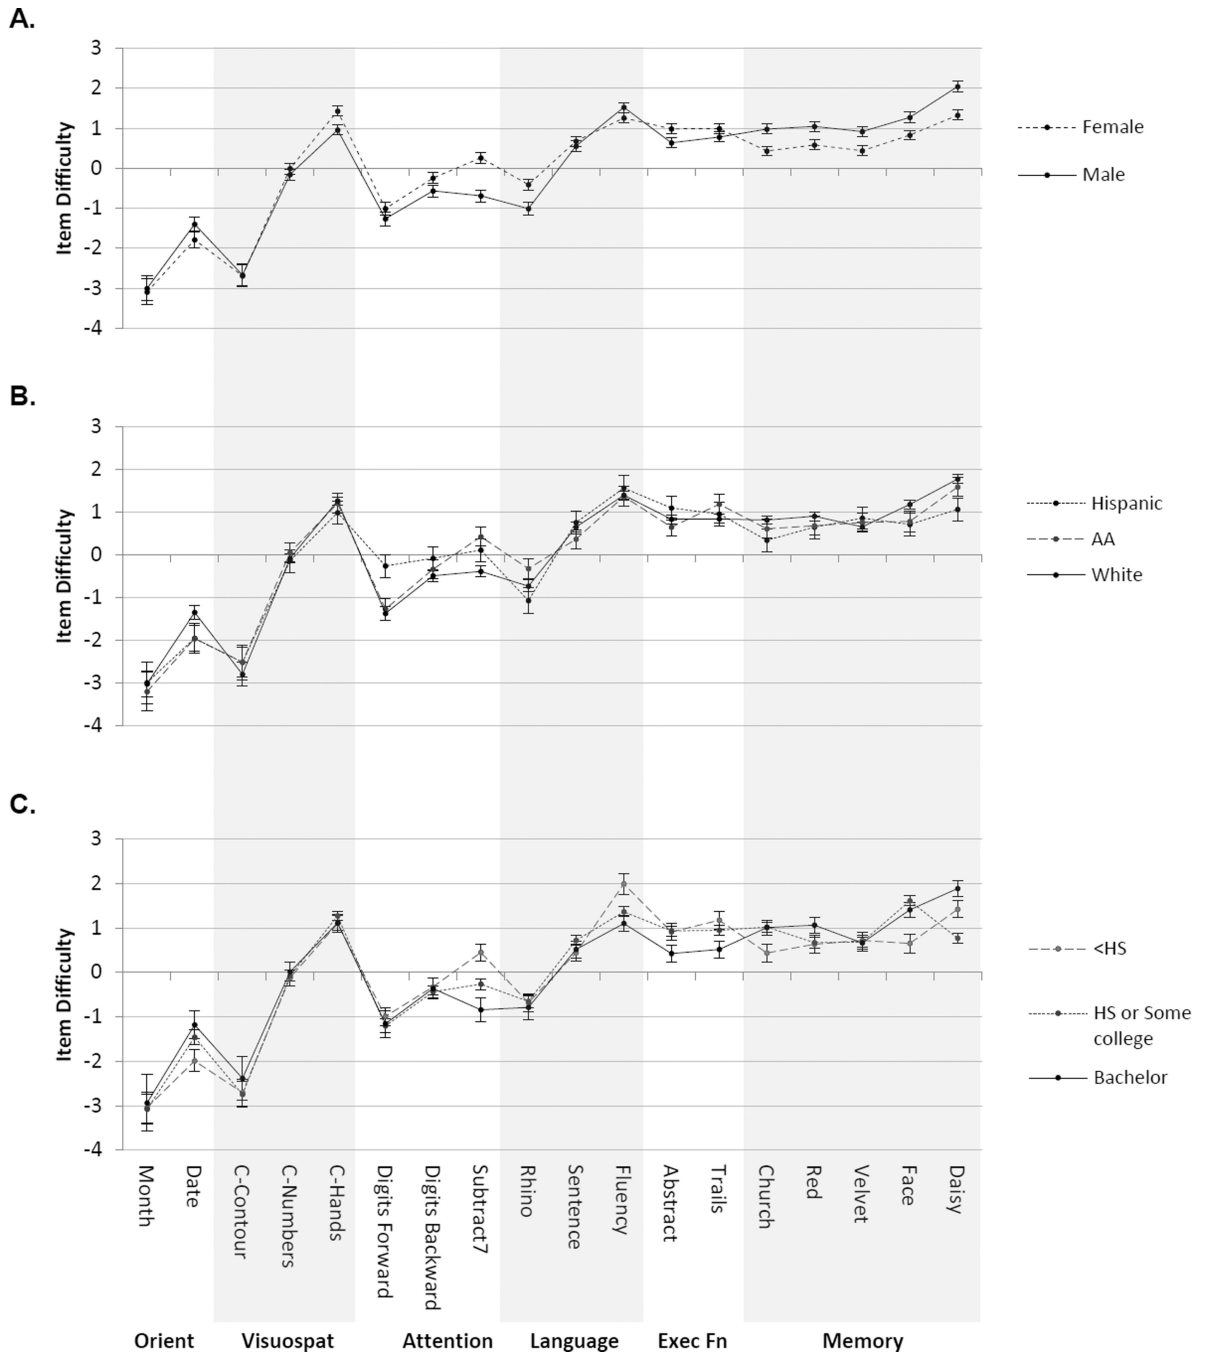 A.
3
2
1
0
-1
-2
-3
-4
Item Difficulty
Female
Male
B.
3
2
1
0
-1
-2
-3
-4
Item Difficulty
Hispanic
AA
White
C.
3
2
1
0
-1
-2
-3
-4
Item Difficulty
<HS
HS or Some
college
Bachelor
Month
Date
C-Contour
C-Numbers
C-Hands
Digits Forward
Digits Backward
Subtract7
Rhino
Sentence
Fluency
Abstract
Trails
Church
Red
Velvet
Face
Daisy
Orient Visuospat Attention Language Exec Fn Memory